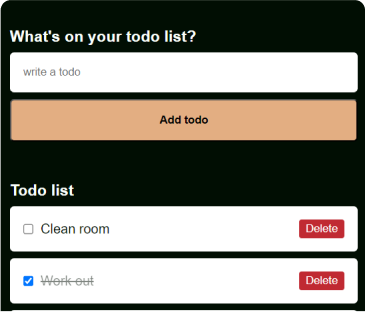 What's on your todo list?
write a todo
Add todo
Todo list
Clean room Delete
Work out Delete